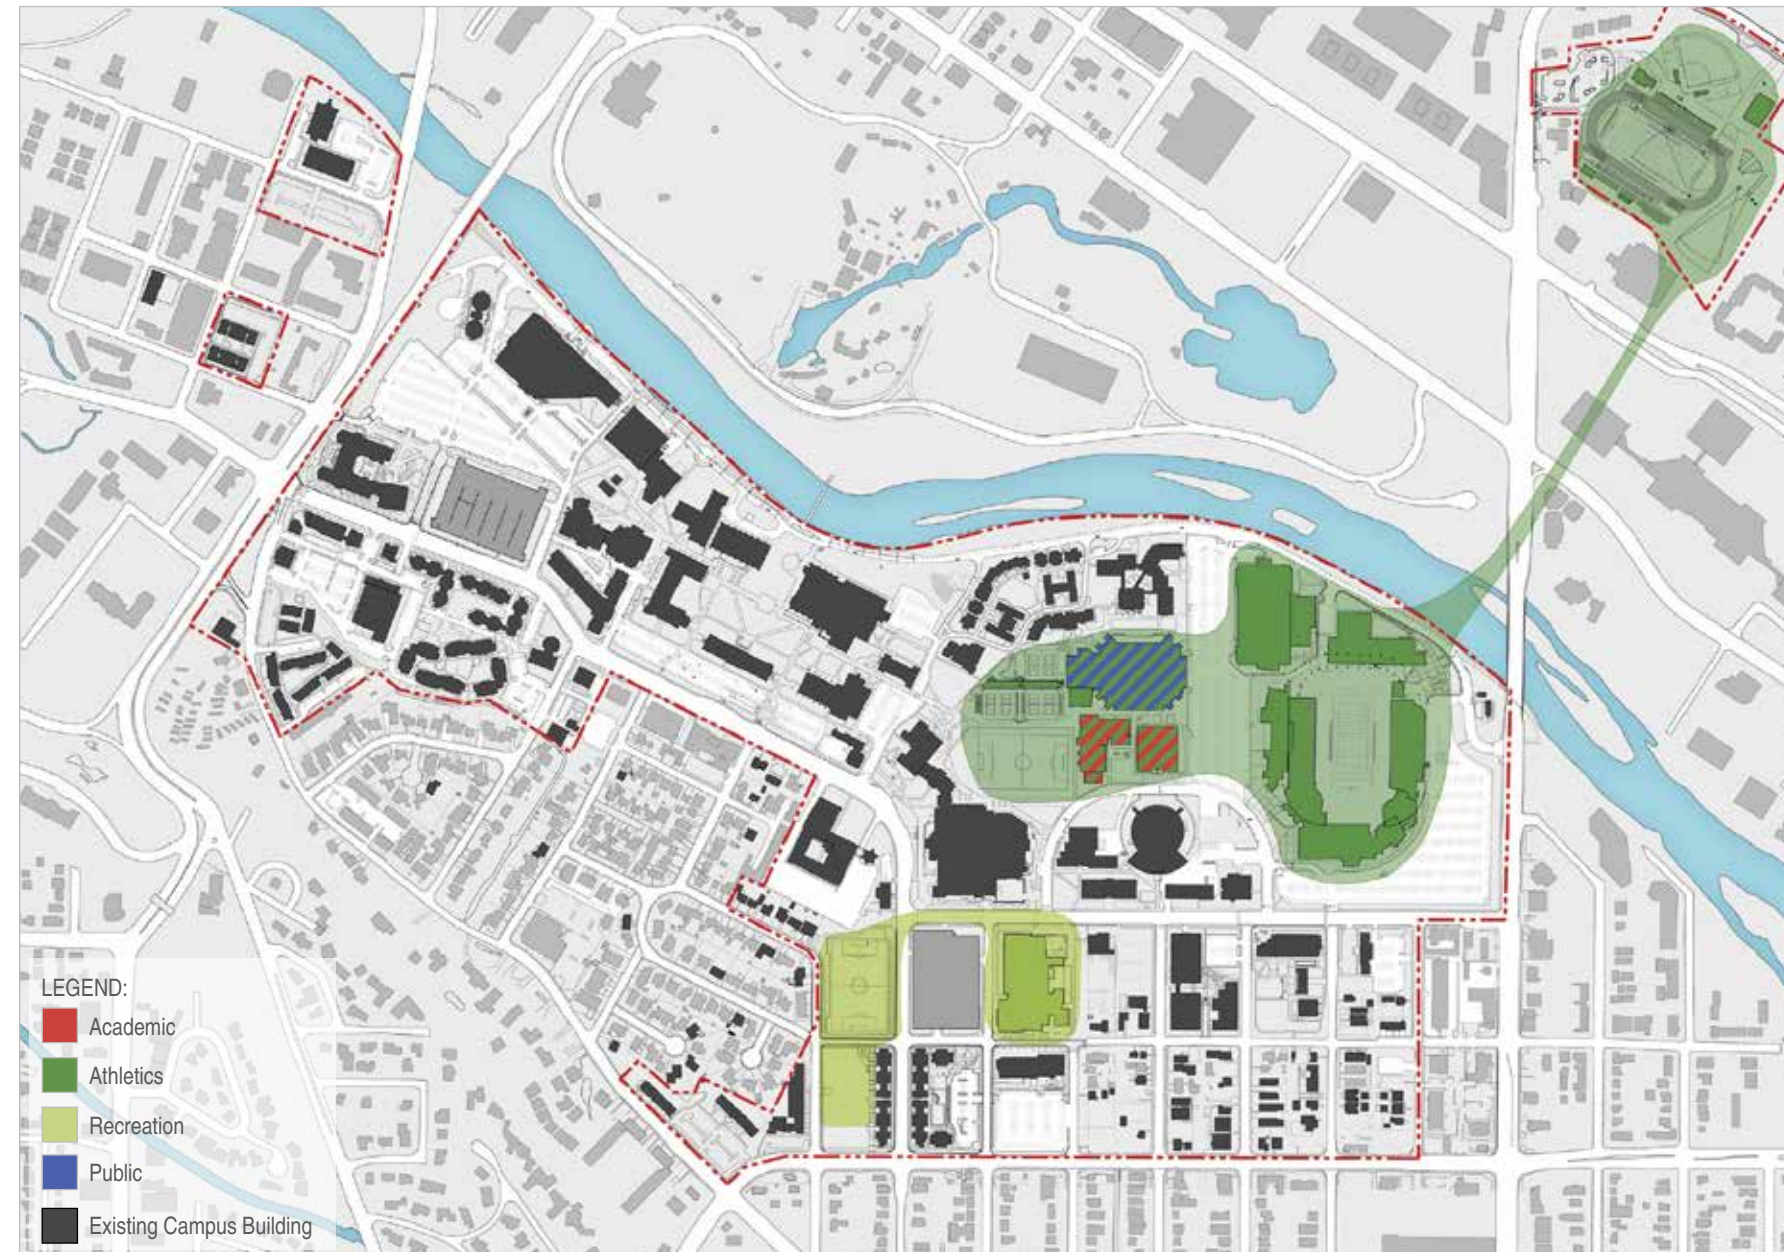 LEGEND:
Academic
Athletics
Recreation
Public
Existing Campus Building